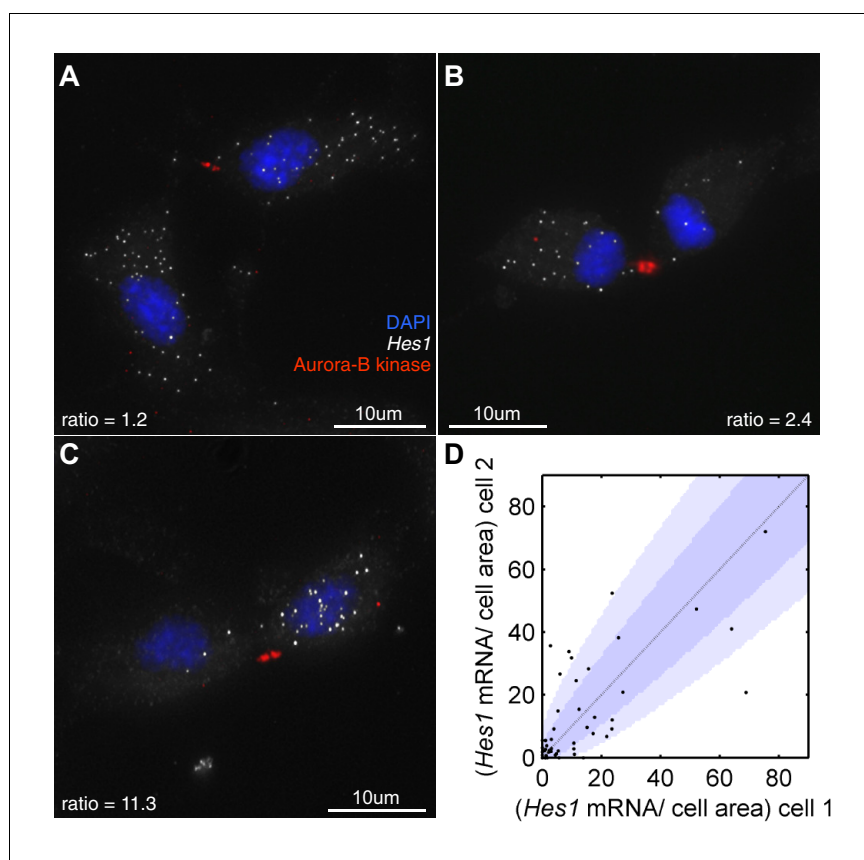 A
DAPI
Hes1
Aurora-B kinase
ratio = 1.2
10um
B
10um
ratio = 2.4
C
ratio = 11.3
10um
D
(Hes1 mRNA/ cell area) cell 2
80
60
40
20
0
0 20 40 60 80
(Hes1 mRNA/ cell area) cell 1